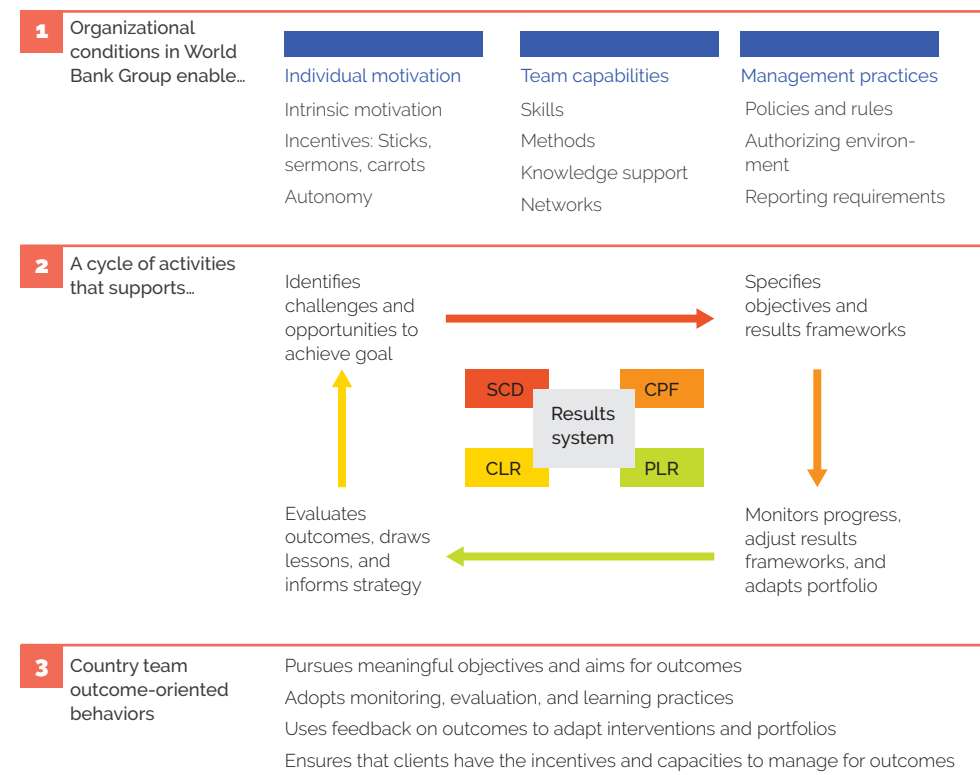 1
Organizational
conditions in World
Bank Group enable…
Individual motivation
Intrinsic motivation
Incentives: Sticks,
sermons, carrots
Autonomy
Team capabilities
Skills
Methods
Knowledge support
Networks
Management practices
Policies and rules
Authorizing environ-
ment
Reporting requirements
2
A cycle of activities
that supports…
Identifies
challenges and
opportunities to
achieve goal
Specifies
objectives and
results frameworks
SCD
CPF
Results
system
CLR
PLR
Evaluates
outcomes, draws
lessons, and
informs strategy
Monitors progress,
adjust results
frameworks, and
adapts portfolio
3
Country team
outcome-oriented
behaviors
Pursues meaningful objectives and aims for outcomes
Adopts monitoring, evaluation, and learning practices
Uses feedback on outcomes to adapt interventions and portfolios
Ensures that clients have the incentives and capacities to manage for outcomes